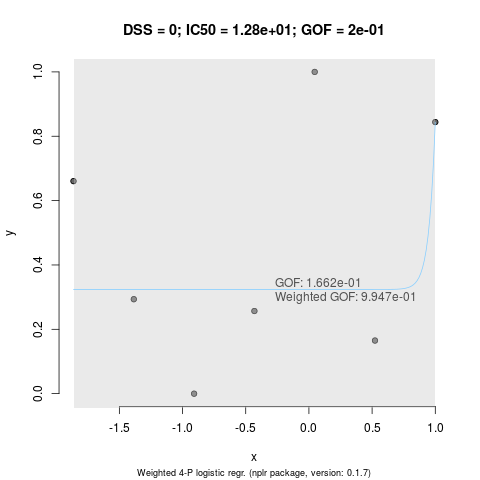 DSS = 0; IC50 = 1.28e+01; GOF = 2e-01
1.0
0.8
0.6
0.4
0.2
0.0
y
GOF: 1.662e-01
Weighted GOF: 9.947e-01
-1.5 -1.0 -0.5 0.0 0.5 1.0
x
Weighted 4-P logistic regr. (nplr package, version: 0.1.7)